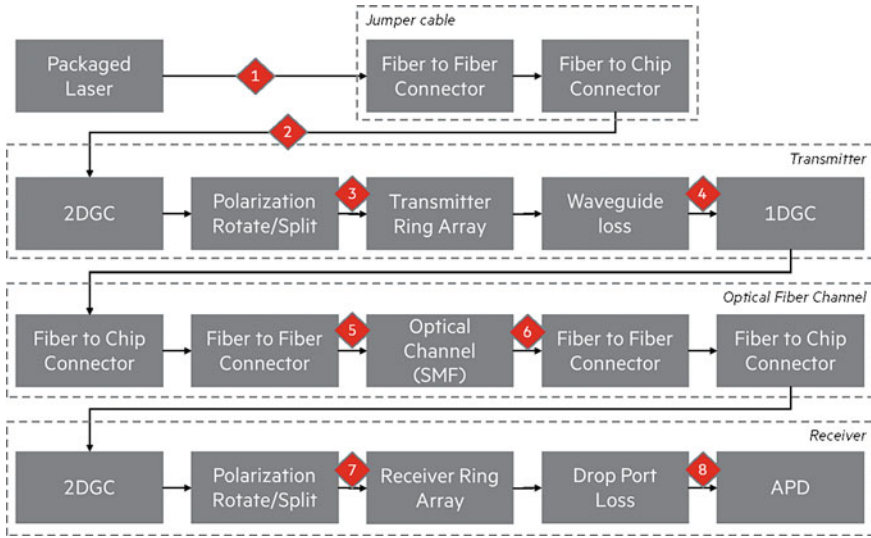 Jumper cable
Packaged
Laser
1
Fiber to Fiber
Connector
Fiber to Chip
Connector
2
Transmitter
2DGC
Polarization
Rotate/Split
3
Transmitter
Ring Array
Waveguide
loss
4
1DGC
Optical Fiber Channel
Fiber to Chip
Connector
Fiber to Fiber
Connector
5
Optical
Channel
(SMF)
6
Fiber to Fiber
Connector
Fiber to Chip
Connector
Receiver
2DGC
Polarization
Rotate/Split
7
Receiver Ring
Array
Drop Port
Loss
8
APD